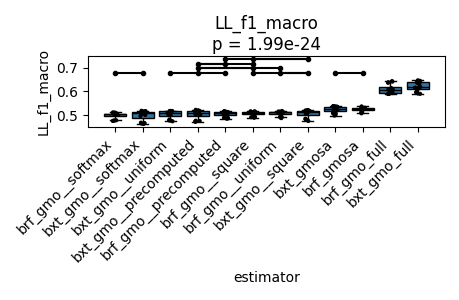 LL_f1_macro
p = 1.99e-24
LL_f1_macro
0.7
0.6
0.5
brf_gmo__softmax
bxt_gmo__softmax
bxt_gmo__uniform
bxt_gmo__precomputed
brf_gmo__precomputed
brf_gmo__square
brf_gmo__uniform
bxt_gmo__square
bxt_gmosa
brf_gmosa
brf_gmo_full
bxt_gmo_full
estimator